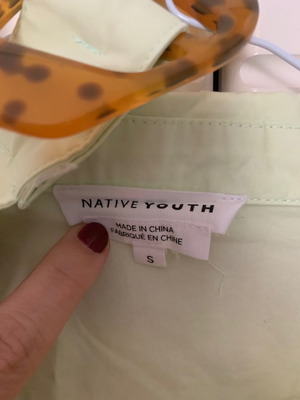 NATIVE YOUTH
MADE IN CHINA
FABRIQUÉ EN CHINE
S